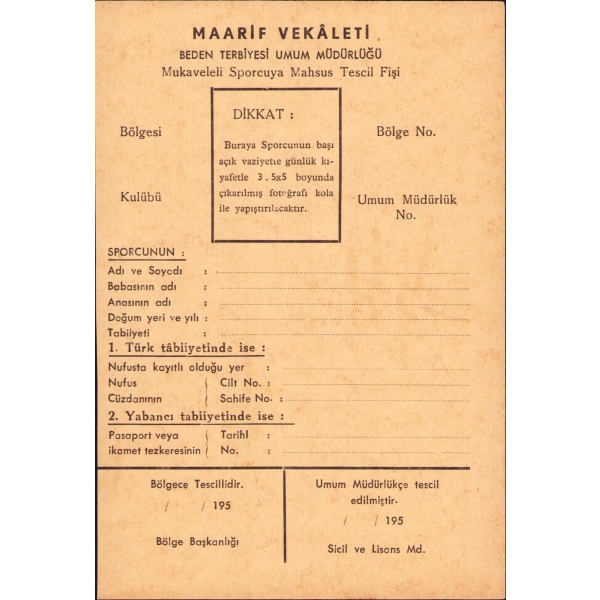 MAARİF VEKÂLETİ
BEDEN TERBİYESİ UMUM MÜDÜRLÜĞÜ
Mukaveleli Sporcuya Mahsus Tescil Fişi
Bölgesi
Kulübü
DİKKAT :
Buraya Sporcunun başı
açık vaziyette günlük kı-
yafetle 3.5x5 boyunda
çıkarılmış fotoğrafı kola
ile yapıştırılacaktır.
Bölge No.
Umum Müdürlük
No.
SPORCUNUN :
Adı ve Soyadı :
Babasının adı :
Anasının adı :
Doğum yeri ve yılı :
Tabiiyeti :
1. Türk tâbiiyetinde ise :
Nufusta kayıtlı olduğu yer :
Nufus Cilt No. :
Cüzdanının Sahife No. :
2. Yabancı tabiiyetinde ise :
Pasaport veya Tarihl :
ikamet tezkeresinin No. :
Bölgece Tescillidir.
/ / 195
Bölge Başkanlığı
Umum Müdürlükçe tescil
edilmiştir.
/ / 195
Sicil ve Lisans Md.